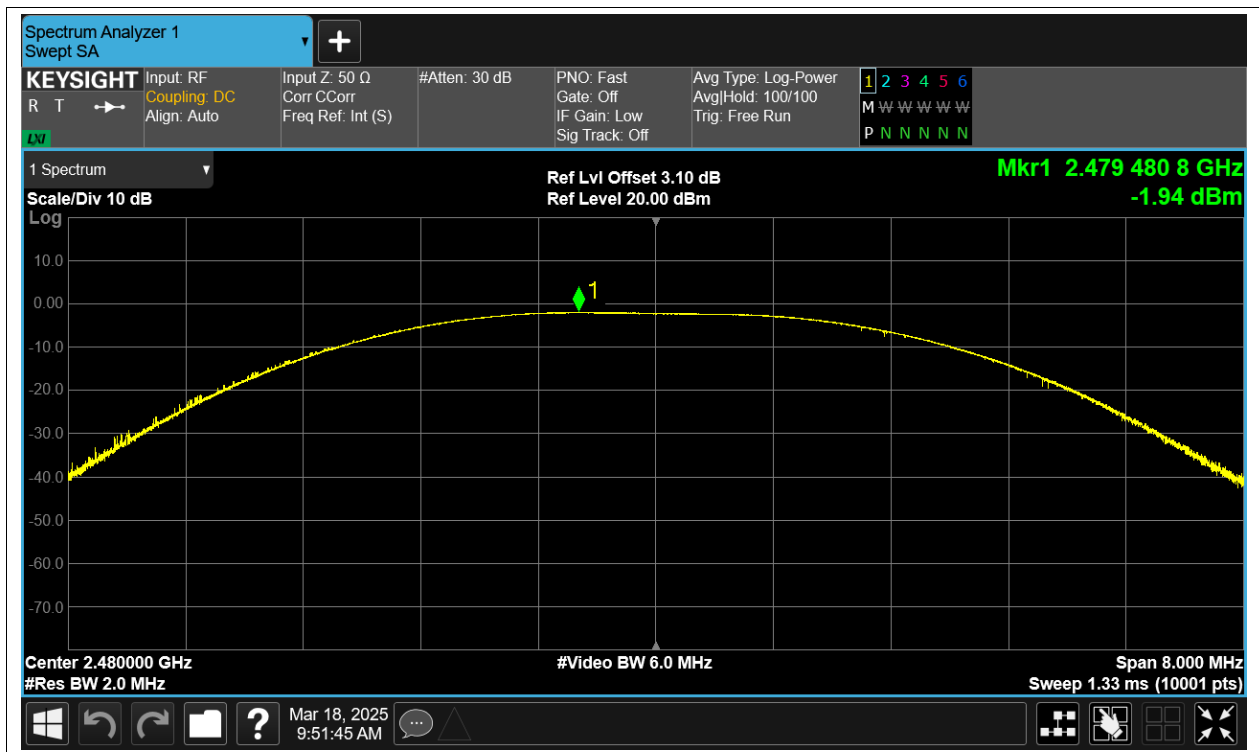 Spectrum Analyzer 1
Swept SA
KEYSIGHT
R T
LXI
Input: RF
Coupling: DC
Align: Auto
Input Z: 50 Ω
Corr CCorr
Freq Ref: Int (S)
#Atten: 30 dB
PNO: Fast
Gate: Off
IF Gain: Low
Sig Track: Off
Avg Type: Log-Power
Avg|Hold: 100/100
Trig: Free Run
1 2 3 4 5 6
M W W W W W
P N N N N N
1 Spectrum
Scale/Div 10 dB
Ref Lvl Offset 3.10 dB
Ref Level 20.00 dBm
Mkr1 2.479 480 8 GHz
-1.94 dBm
Log
10.0
0.00
-10.0
-20.0
-30.0
-40.0
-50.0
-60.0
-70.0
1
Center 2.480000 GHz
#Res BW 2.0 MHz
#Video BW 6.0 MHz
Span 8.000 MHz
Sweep 1.33 ms (10001 pts)
?
Mar 18, 2025
9:51:45 AM